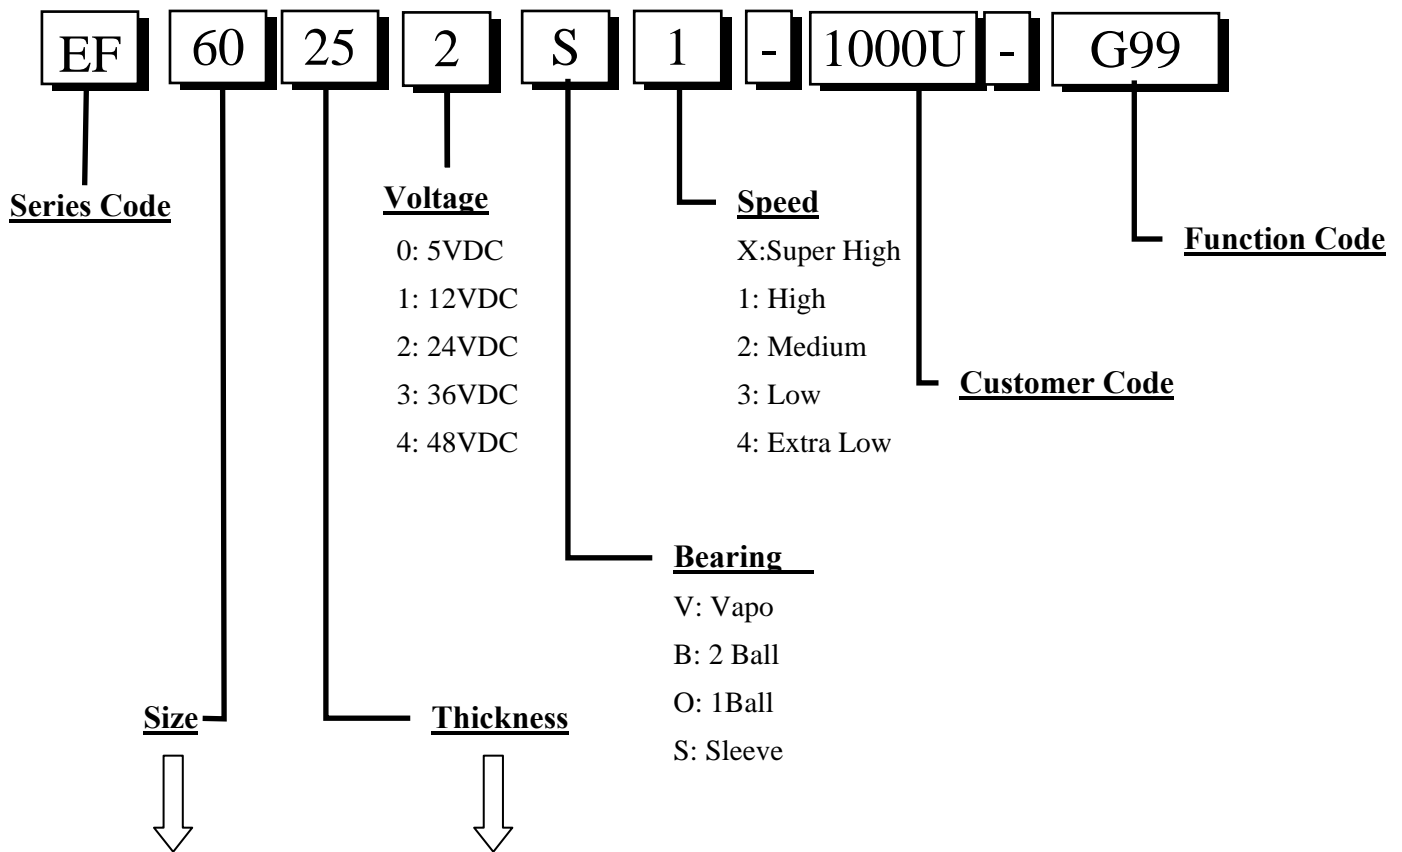 EF 60 25 2 S 1 - 1000U - G99
Series Code
Voltage
0: 5VDC
1: 12VDC
2: 24VDC
3: 36VDC
4: 48VDC
Speed
X:Super High
1: High
2: Medium
3: Low
4: Extra Low
Function Code
Customer Code
Bearing
V: Vapo
B: 2 Ball
O: 1Ball
S: Sleeve
Size
Thickness